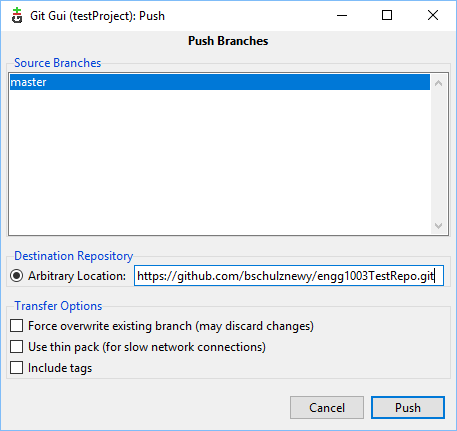 Git Gui (testProject): Push
Push Branches
Source Branches
master
Destination Repository
Arbitrary Location: https://github.com/bschulznewy/engg1003TestRepo.git
Transfer Options
Force overwrite existing branch (may discard changes)
Use thin pack (for slow network connections)
Include tags
Cancel Push